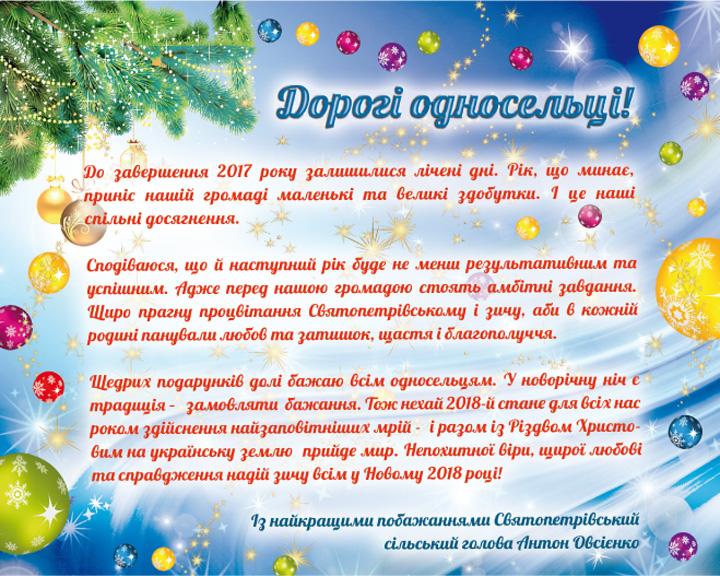 Дорогі односельці!
До завершення 2017 року залишилися лічені дні. Рік, що минає,
приніс нашій громаді маленькі та великі здобутки. І це наші
спільні досягнення.
Сподіваюся, що й наступний рік буде не менш результативним та
успішним. Адже перед нашою громадою стоять амбітні завдання.
Щиро прагну процвітання Святопетрівському і зичу, аби в кожній
родині панували любов та затишок, щастя і благополуччя.
Щедрих подарунків долі бажаю всім односельцям. У новорічну ніч є
традиція - замовляти бажання. Тож нехай 2018-й стане для всіх нас
роком здійснення найзаповітніших мрій - і разом із Різдвом Христо-
вим на українську землю прийде мир. Непохитної віри, щирої любові
та справдження надій зичу всім у Новому 2018 році!
Із найкращими побажаннями Святопетрівський
сільський голова Антон Овсієнко